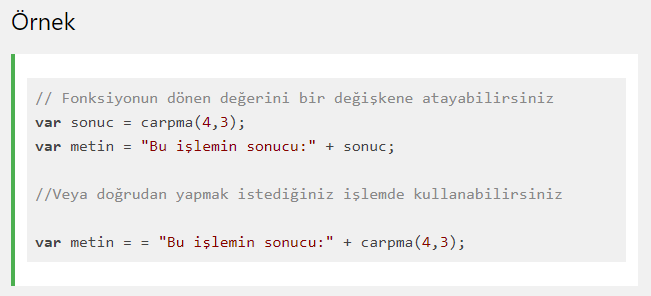 Örnek
// Fonksiyonun dönen değerini bir değişkene atayabilirsiniz
var sonuc = carpma(4,3);
var metin = "Bu işlemin sonucu:" + sonuc;
//Veya doğrudan yapmak istediğiniz işlemde kullanabilirsiniz
var metin = = "Bu işlemin sonucu:" + carpma(4,3);